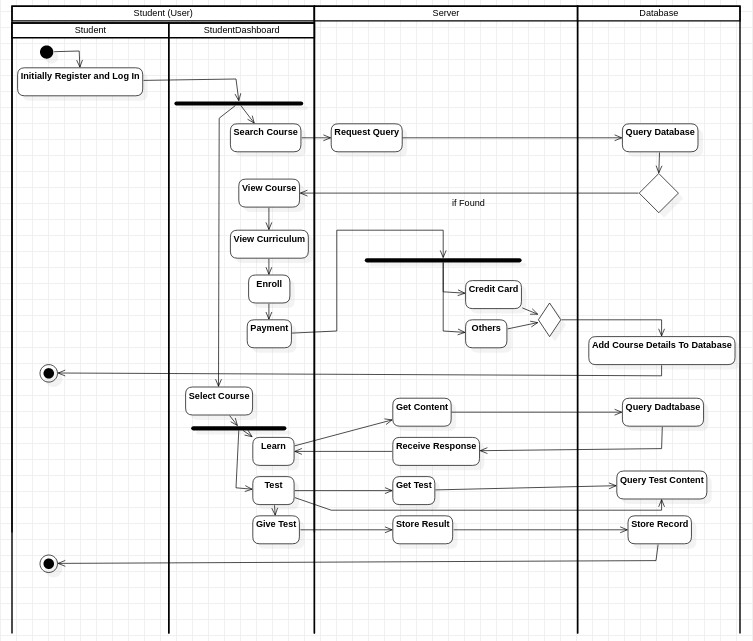 Student (User)
Server
Database
Student
StudentDashboard
Initially Register and Log In
Search Course
Request Query
Query Database
View Course
if Found
View Curriculum
Enroll
Credit Card
Payment
Others
Add Course Details To Database
Select Course
Get Content
Query Dadtabase
Learn
Receive Response
Test
Get Test
Query Test Content
Give Test
Store Result
Store Record